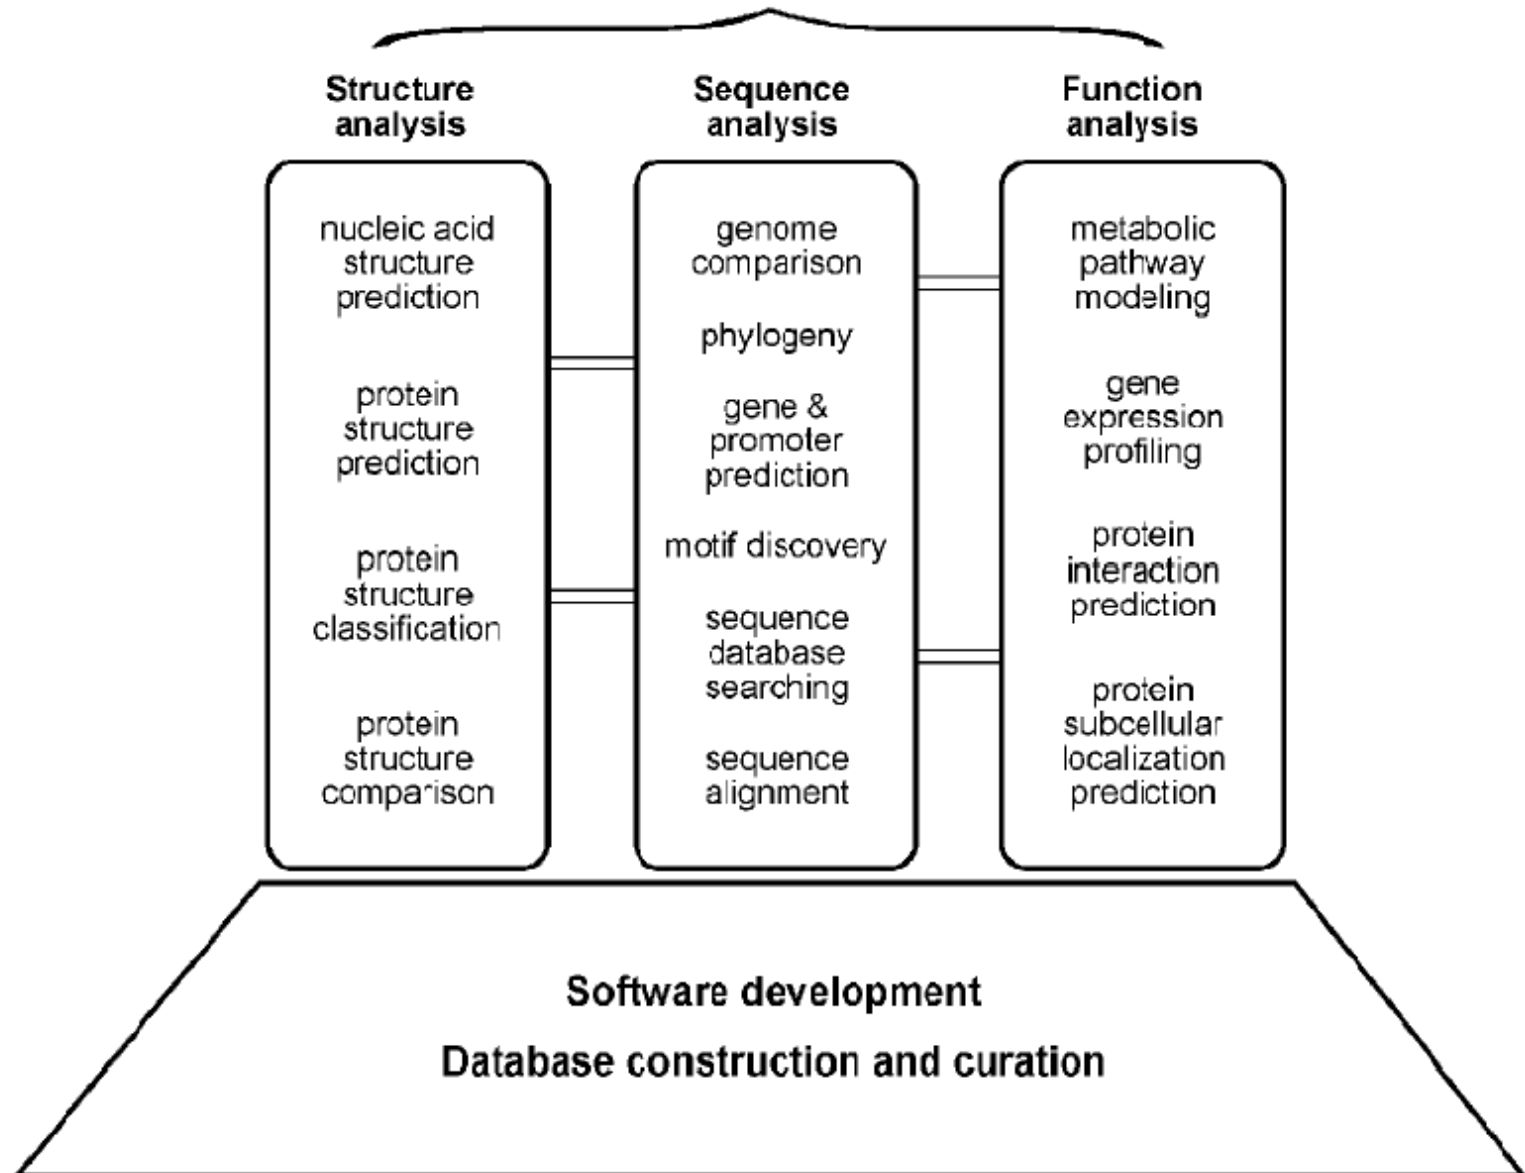 Structure
analysis
nucleic acid
structure
prediction
protein
structure
prediction
protein
structure
classification
protein
structure
comparison
Sequence
analysis
genome
comparison
phylogeny
gene &
promoter
prediction
motif discovery
sequence
database
searching
sequence
alignment
Function
analysis
metabolic
pathway
modeling
gene
expression
profiling
protein
interaction
prediction
protein
subcellular
localization
prediction
Software development
Database construction and curation